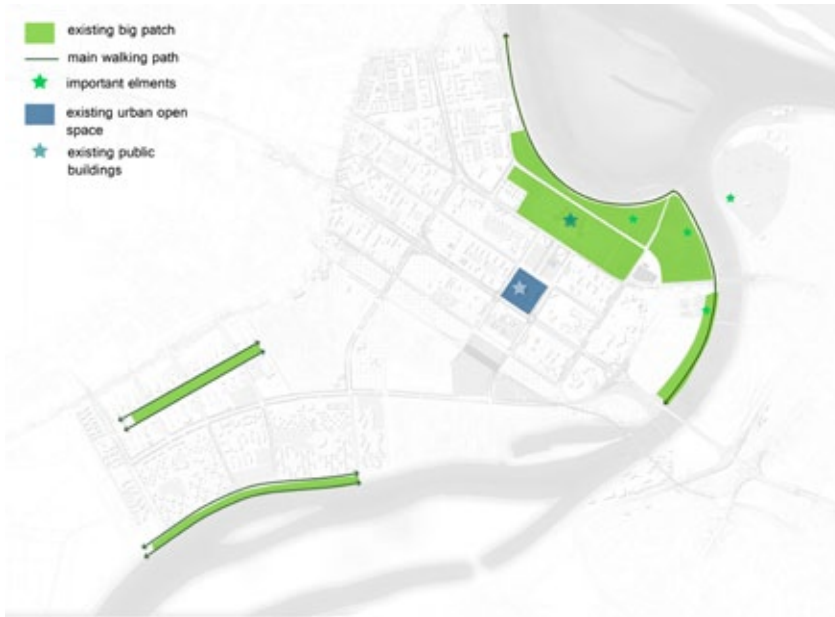 existing big patch
main walking path
important elments
existing urban open
space
existing public
buildings